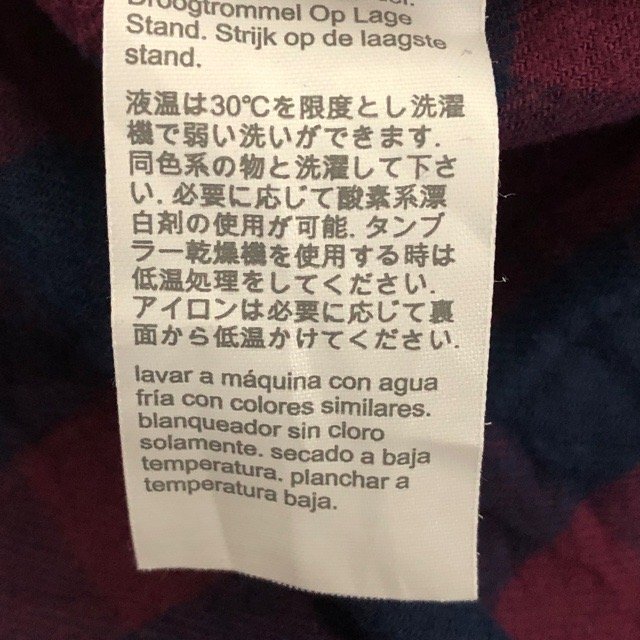 Droogtrommel Op Lage
Stand. Strijk op de laagste
stand.
液温は30℃を限度とし洗濯
機で弱い洗いができます.
同色系の物と洗濯して下さ
い. 必要に応じて酸素系漂
白剤の使用が可能. タンブ
ラー乾燥機を使用する時は
低温処理をしてください.
アイロンは必要に応じて裏
面から低温かけてください.
lavar a máquina con agua
fría con colores similares.
blanqueador sin cloro
solamente. secado a baja
temperatura. planchar a
temperatura baja.